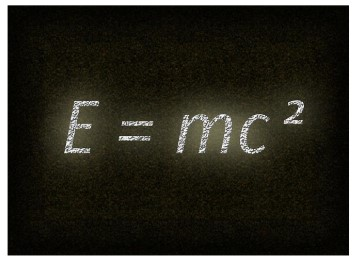 E = mc²